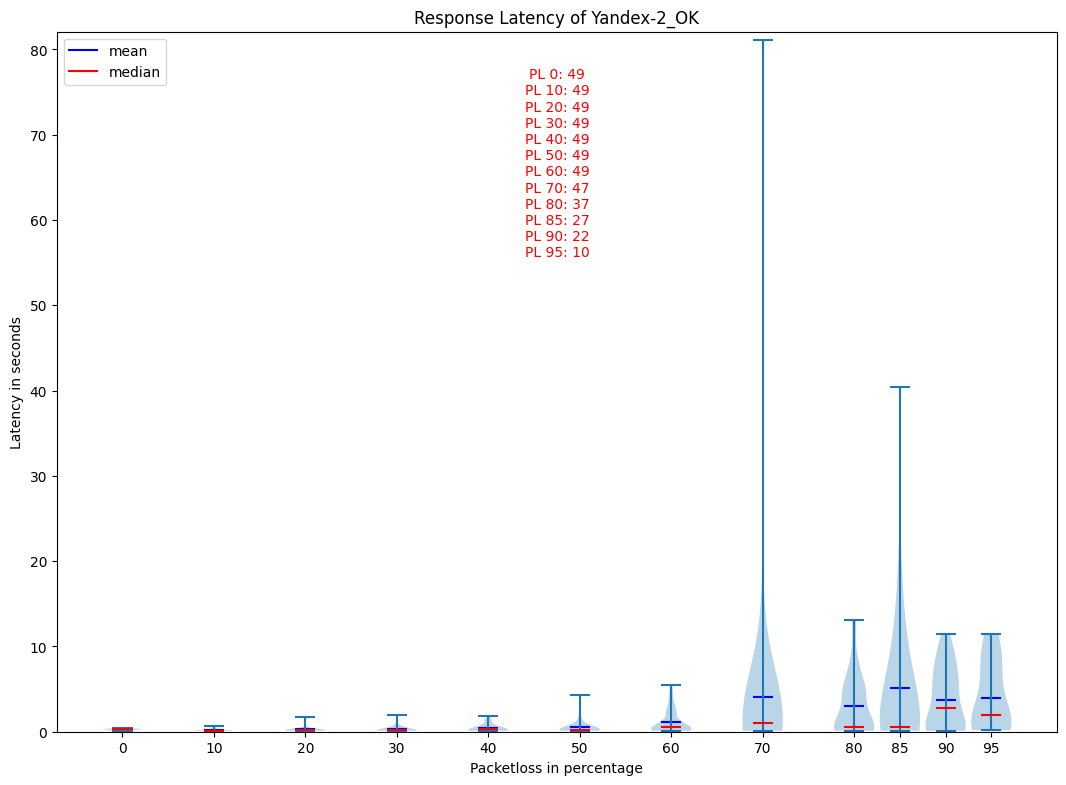 Response Latency of Yandex-2_OK
mean
median
PL 0: 49
PL 10: 49
PL 20: 49
PL 30: 49
PL 40: 49
PL 50: 49
PL 60: 49
PL 70: 47
PL 80: 37
PL 85: 27
PL 90: 22
PL 95: 10
Latency in seconds
80
70
60
50
40
30
20
10
0
0 10 20 30 40 50 60 70 80 85 90 95
Packetloss in percentage